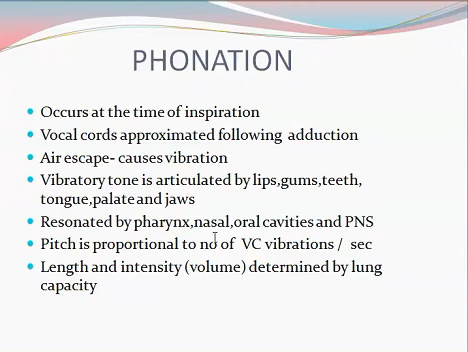 PHONATION
Occurs at the time of inspiration
Vocal cords approximated following adduction
Air escape- causes vibration
Vibratory tone is articulated by lips,gums,teeth,
tongue,palate and jaws
Resonated by pharynx,nasal,oral cavities and PNS
Pitch is proportional to no of VC vibrations / sec
Length and intensity (volume) determined by lung
capacity